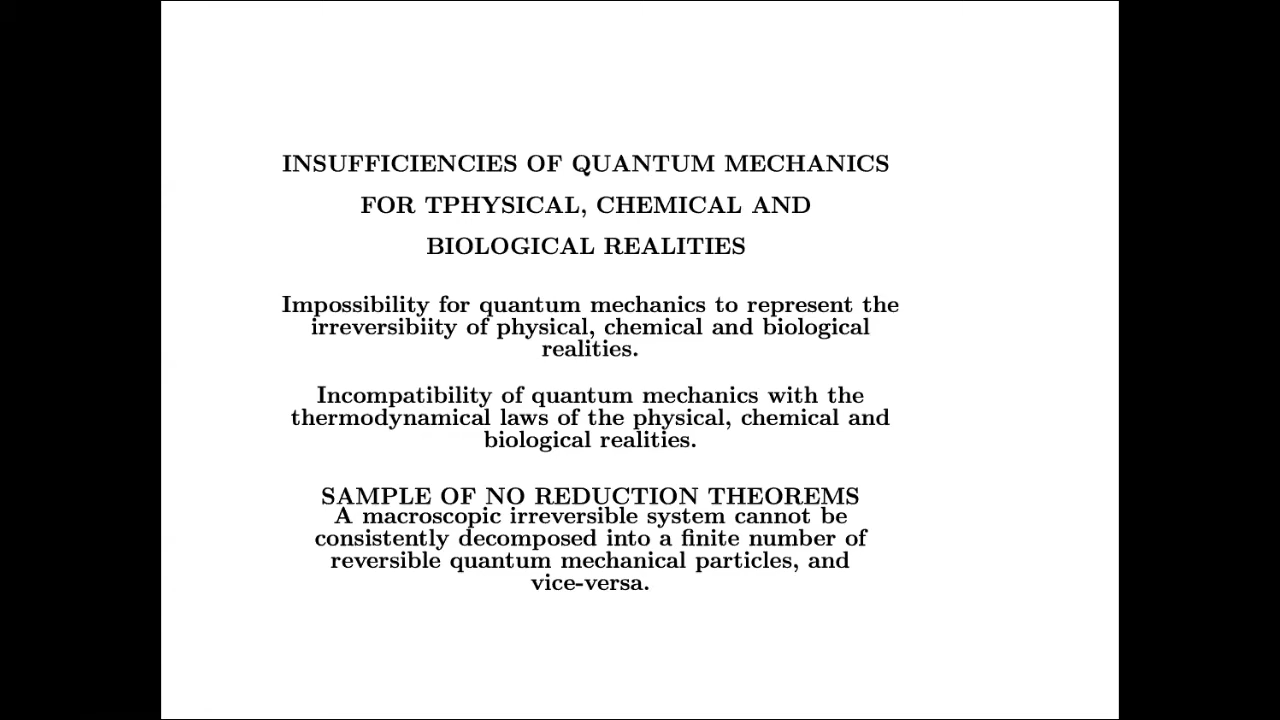 INSUFFICIENCIES OF QUANTUM MECHANICS
FOR TPHYSICAL, CHEMICAL AND
BIOLOGICAL REALITIES
Impossibility for quantum mechanics to represent the
irreversibiity of physical, chemical and biological
realities.
Incompatibility of quantum mechanics with the
thermodynamical laws of the physical, chemical and
biological realities.
SAMPLE OF NO REDUCTION THEOREMS
A macroscopic irreversible system cannot be
consistently decomposed into a finite number of
reversible quantum mechanical particles, and
vice-versa.